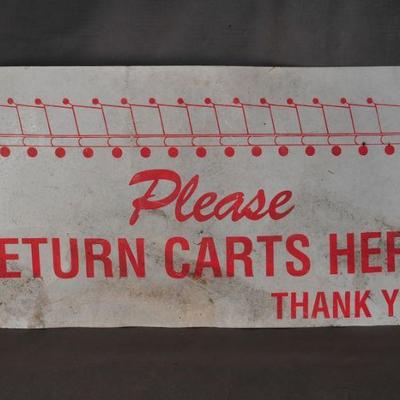 Please
ETURN CARTS HER
THANK Y